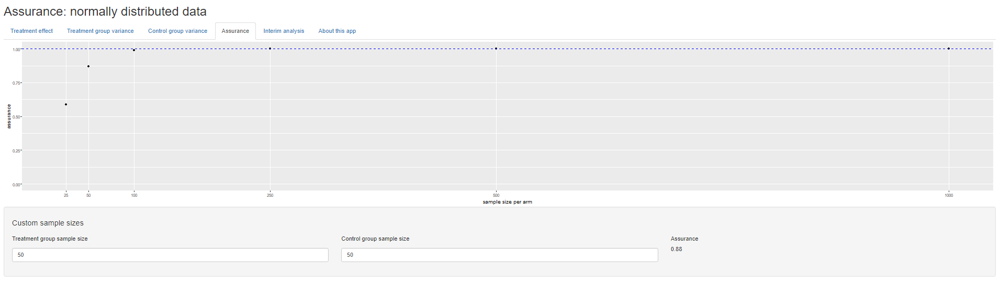 Assurance: normally distributed data
Treatment effect Treatment group variance Control group variance Assurance Interim analysis About this app
1.00
0.75
0.50
0.25
0.00
assurance
25 50 100 250 500 1000
sample size per arm
Custom sample sizes
Treatment group sample size Control group sample size Assurance
50 50 0.88